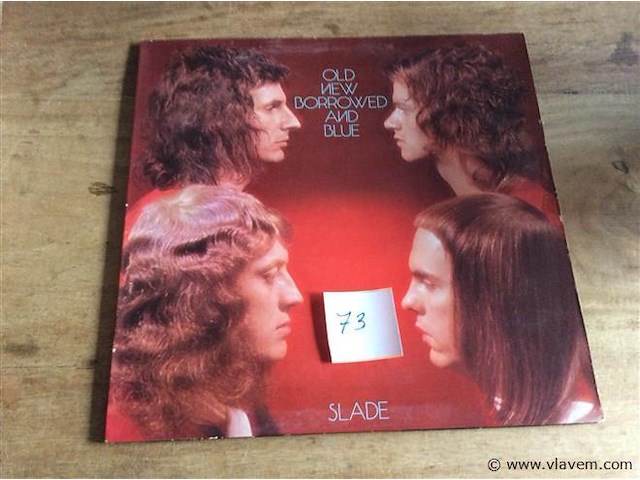 OLD
NEW
BORROWED
AND
BLUE
73
SLADE
© www.vlavem.com